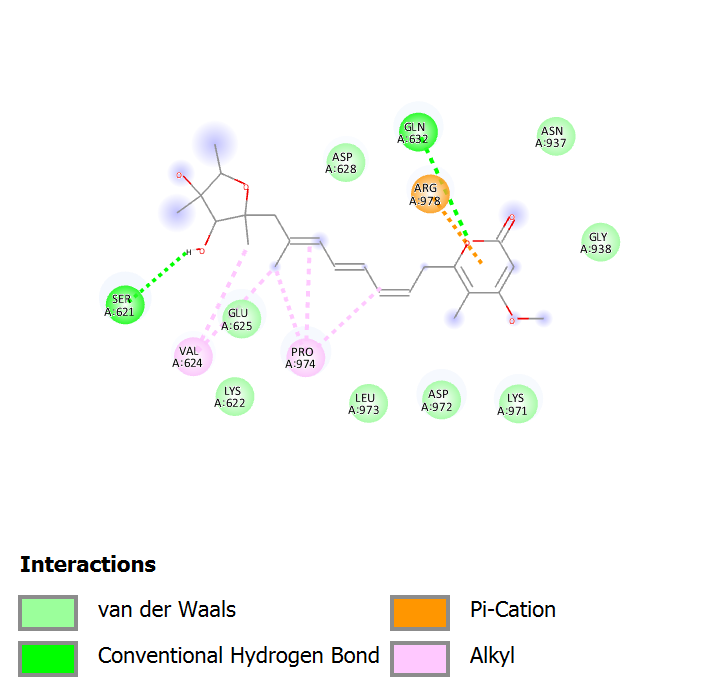 GLN
A:632
ASN
A:937
ASP
A:628
ARG
A:978
O
O
O
O
GLY
A:938
H O
SER
A:621
GLU
A:625
O
VAL
A:624
PRO
A:974
LYS
A:622
LEU
A:973
ASP
A:972
LYS
A:971
Interactions
van der Waals
Conventional Hydrogen Bond
Pi-Cation
Alkyl